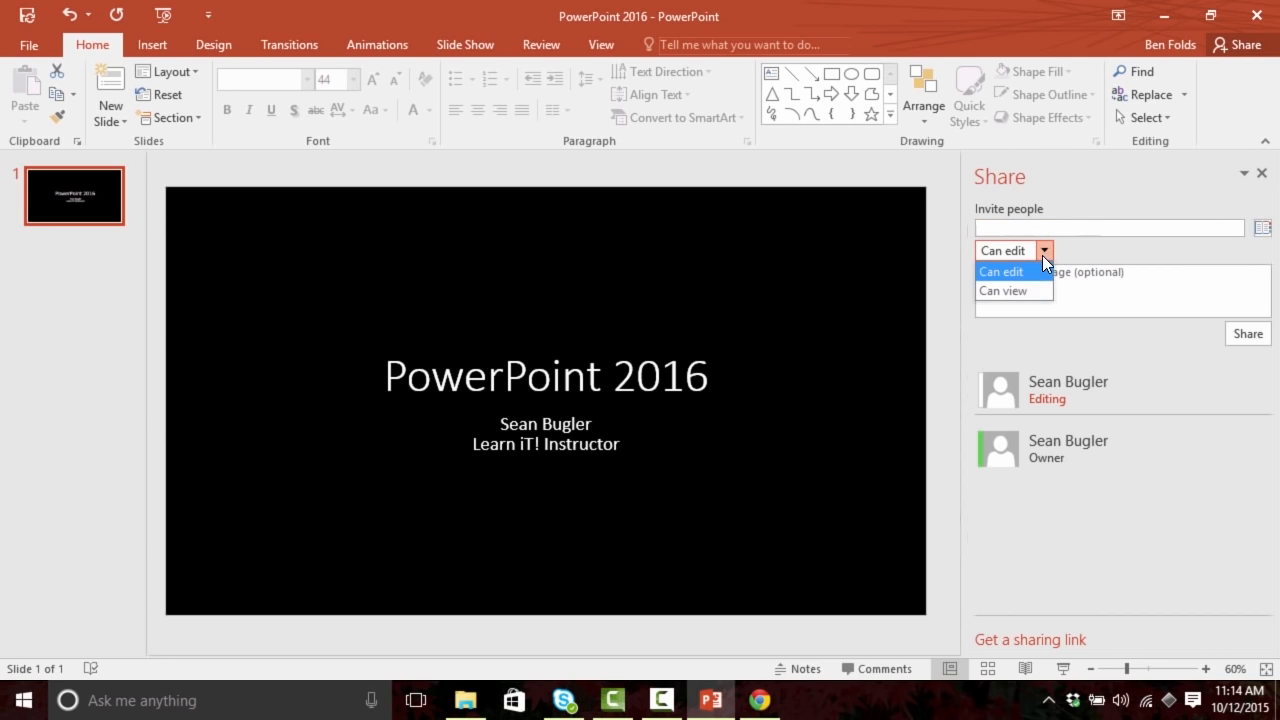 PowerPoint 2016 - PowerPoint
File
Home
Insert
Design
Transitions
Animations
Slide Show
Review
View
Tell me what you want to do...
Ben Folds
Share
Paste
Clipboard
New
Slide
Layout
Reset
Section
Slides
44
B I U S abc AV Aa A
Font
Text Direction
Align Text
Convert to SmartArt
Paragraph
Arrange
Quick
Styles
Shape Fill
Shape Outline
Shape Effects
Drawing
Find
Replace
Select
Editing
1
PowerPoint 2016
PowerPoint 2016
Sean Bugler
Learn iT! Instructor
Share
Invite people
Can edit
Can edit
Can view
age (optional)
Share
Sean Bugler
Editing
Sean Bugler
Owner
Get a sharing link
Slide 1 of 1
Notes
Comments
60%
Ask me anything
11:14 AM
10/12/2015